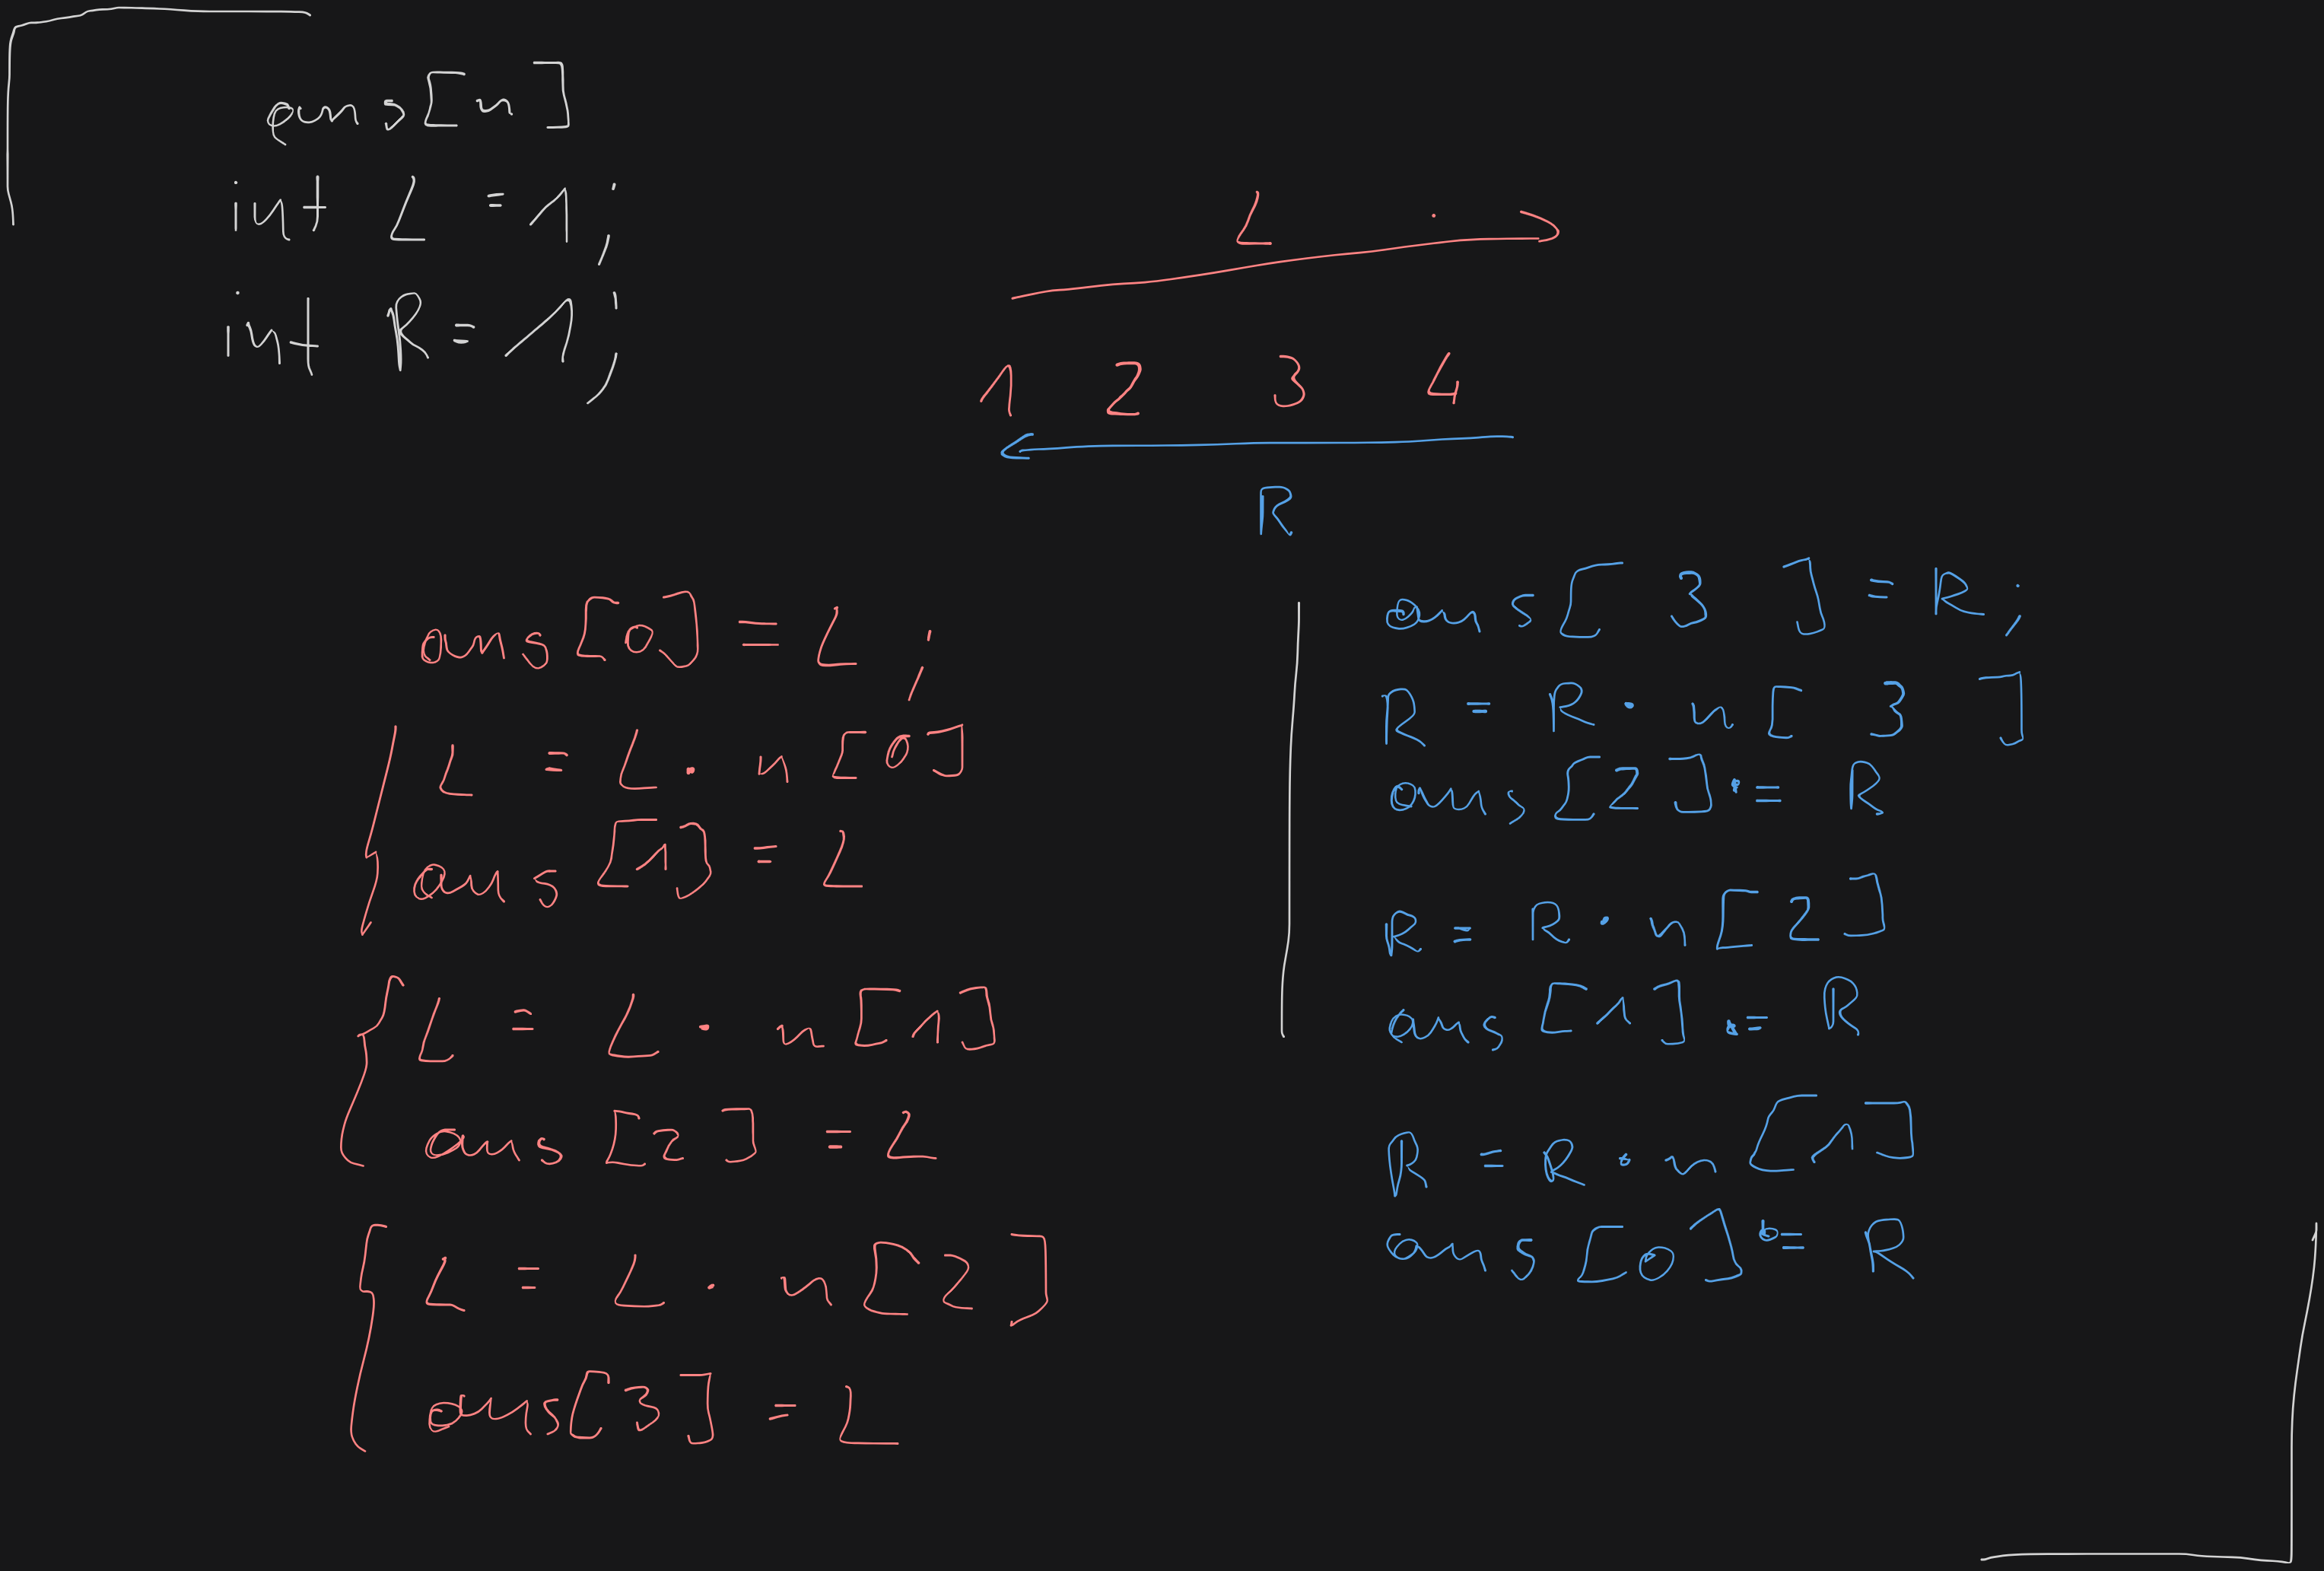 ans[n]
int L = 1;
int R = 1;
L
1 2 3 4
R
ans[0] = L;
L = L · n[0]
ans[1] = L
L = L · n[1]
ans[2] = L
L = L · n[2]
ans[3] = L
ans[3] = R;
R = R · n[3]
ans[2] *= R
R = R · n[2]
ans[1] *= R
R = R · n[1]
ans[0] *= R